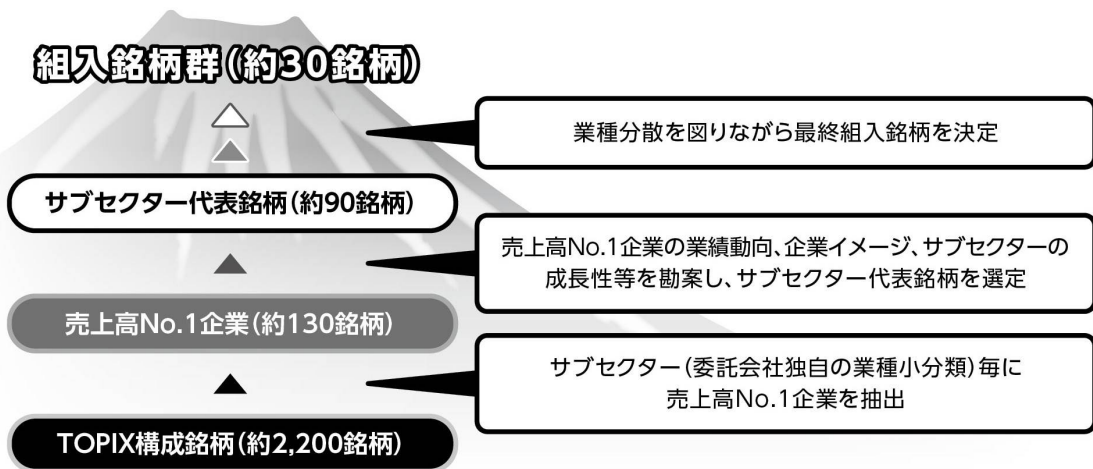 組入銘柄群(約30銘柄)
業種分散を図りながら最終組入銘柄を決定
サブセクター代表銘柄(約90銘柄)
売上高No.1企業の業績動向、企業イメージ、サブセクターの
成長性等を勘案し、サブセクター代表銘柄を選定
売上高No.1企業(約130銘柄)
サブセクター(委託会社独自の業種小分類)毎に
売上高No.1企業を抽出
TOPIX構成銘柄(約2,200銘柄)